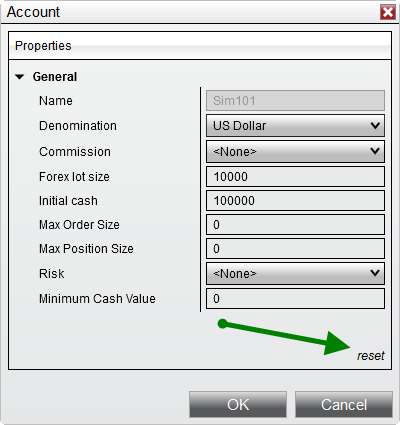 Account
Properties
General
Name Sim101
Denomination US Dollar
Commission <None>
Forex lot size 10000
Initial cash 100000
Max Order Size 0
Max Position Size 0
Risk <None>
Minimum Cash Value 0
reset
OK Cancel